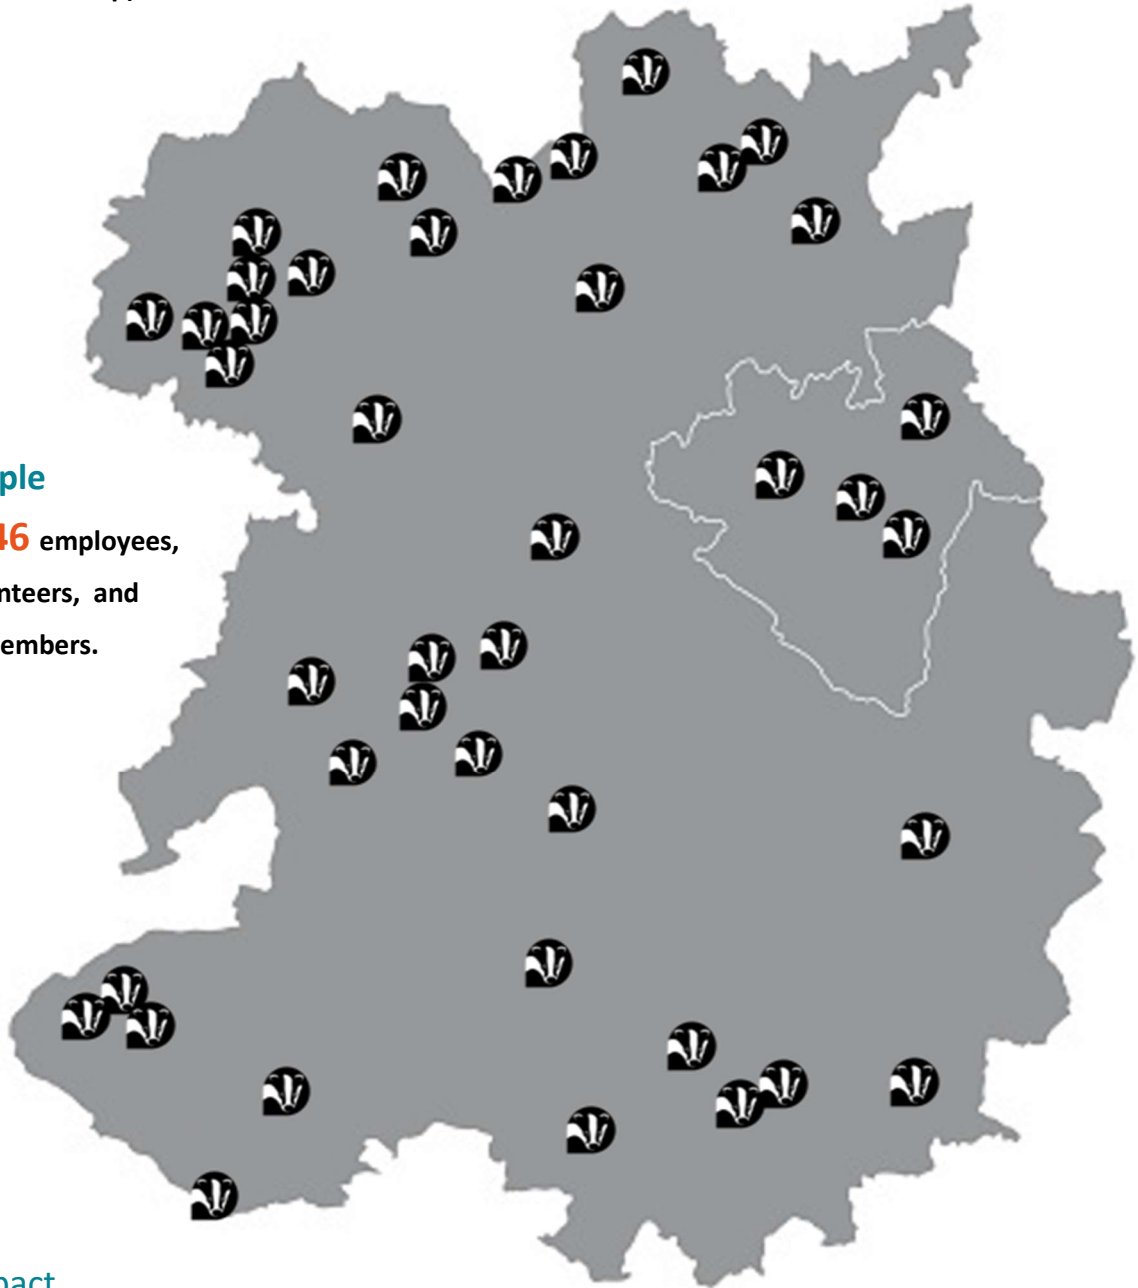 ple
46 employees,
nteers, and
embers.
pact